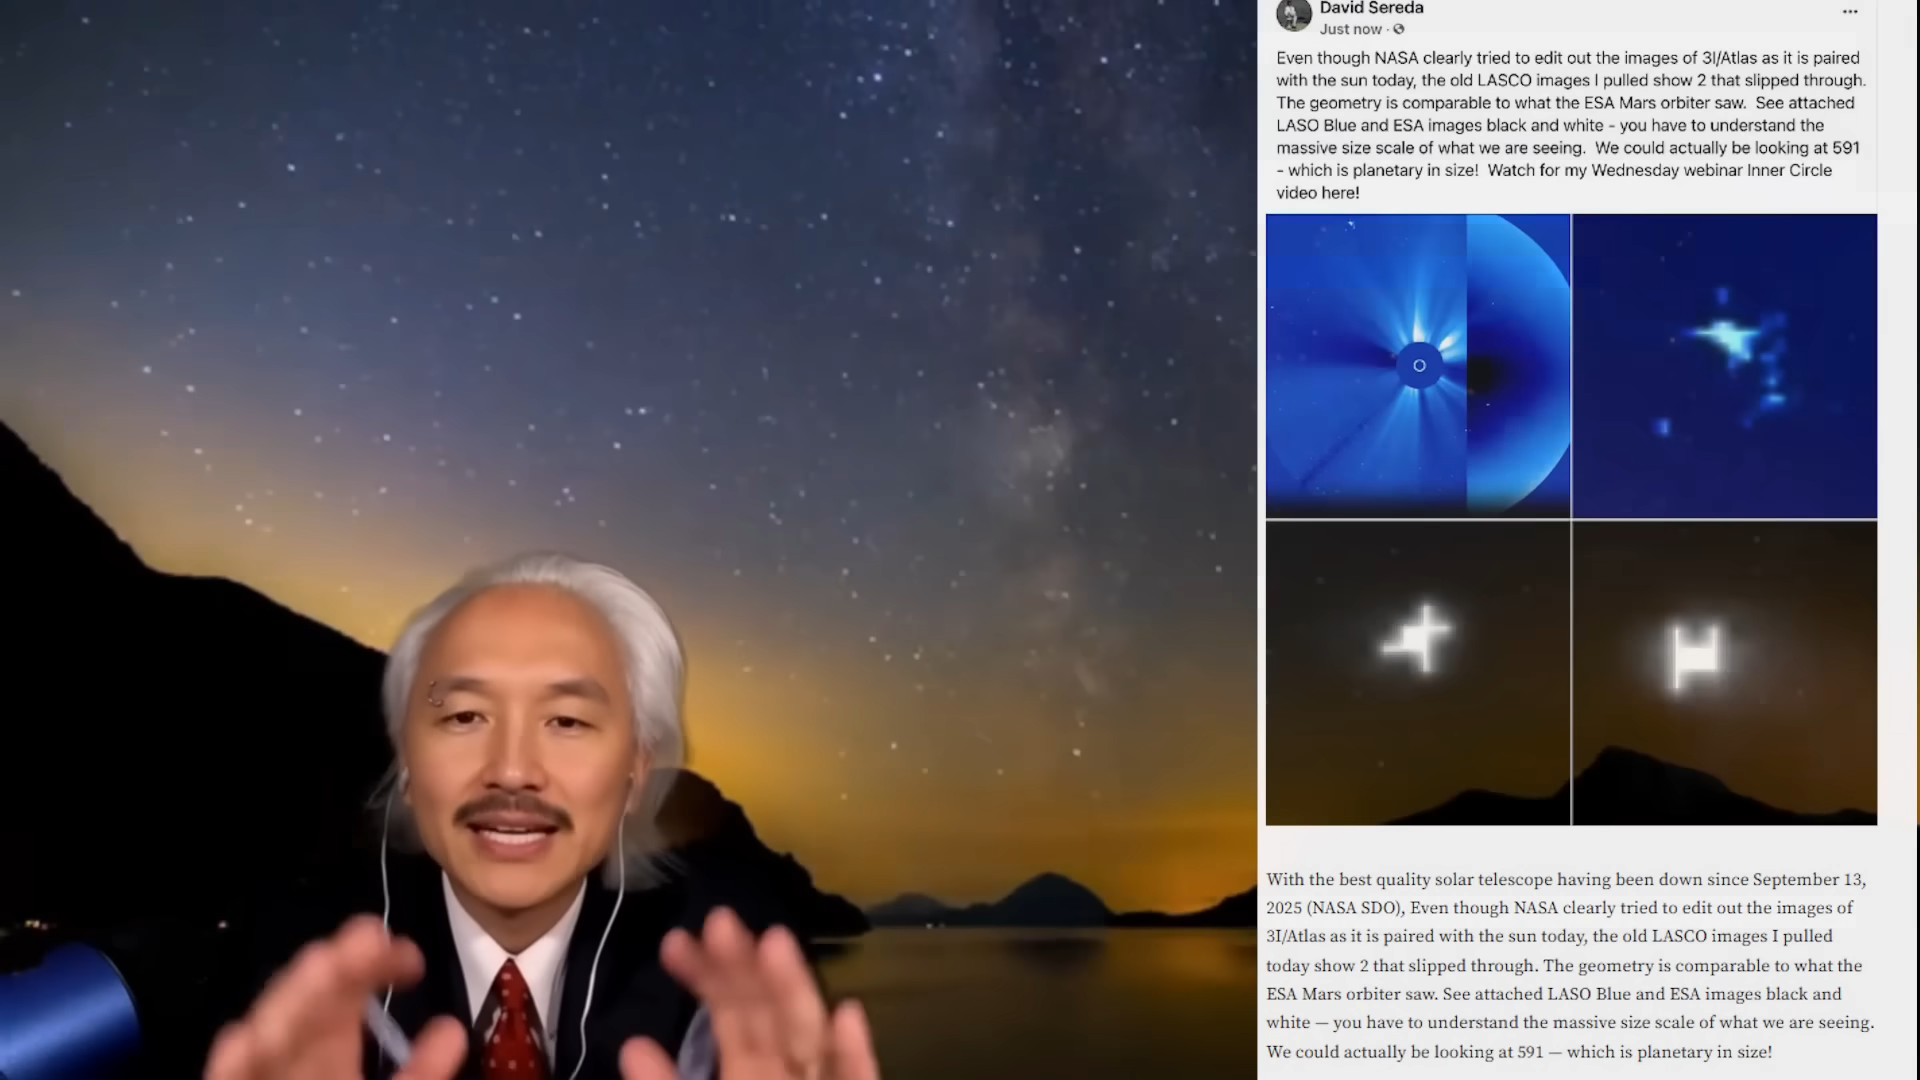 David Sereda
Just now ·
Even though NASA clearly tried to edit out the images of 3I/Atlas as it is paired
with the sun today, the old LASCO images I pulled show 2 that slipped through.
The geometry is comparable to what the ESA Mars orbiter saw.  See attached
LASO Blue and ESA images black and white - you have to understand the
massive size scale of what we are seeing.  We could actually be looking at 591
- which is planetary in size!  Watch for my Wednesday webinar Inner Circle
video here!
With the best quality solar telescope having been down since September 13,
2025 (NASA SDO), Even though NASA clearly tried to edit out the images of
3I/Atlas as it is paired with the sun today, the old LASCO images I pulled
today show 2 that slipped through. The geometry is comparable to what the
ESA Mars orbiter saw. See attached LASO Blue and ESA images black and
white — you have to understand the massive size scale of what we are seeing.
We could actually be looking at 591 — which is planetary in size!